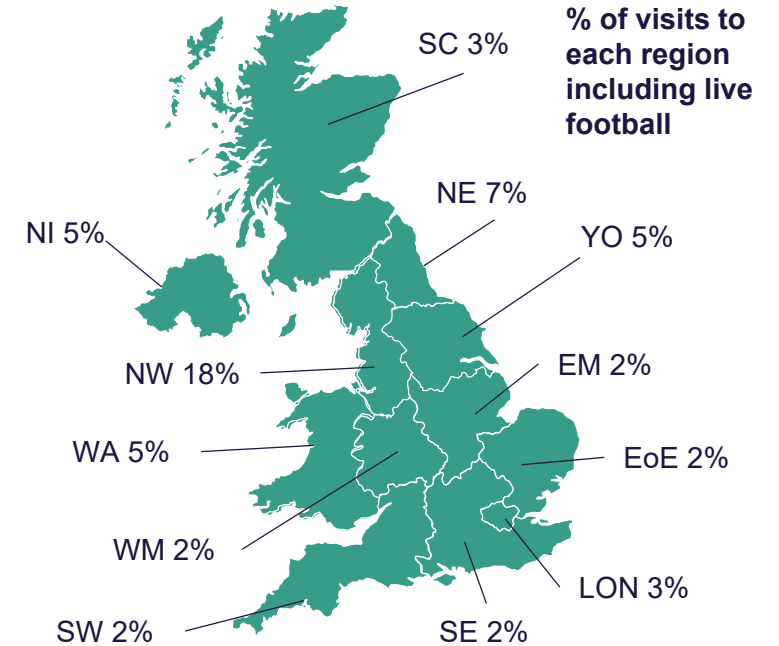 % of visits to
each region
including live
football
SC 3%
NE 7%
NI 5%
YO 5%
NW 18%
EM 2%
WA 5%
EoE 2%
WM 2%
LON 3%
SW 2%
SE 2%